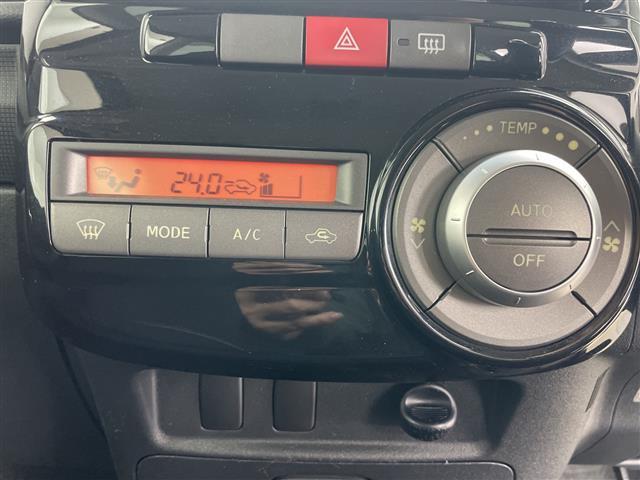 TEMP
24.0
AUTO
MODE
A/C
OFF